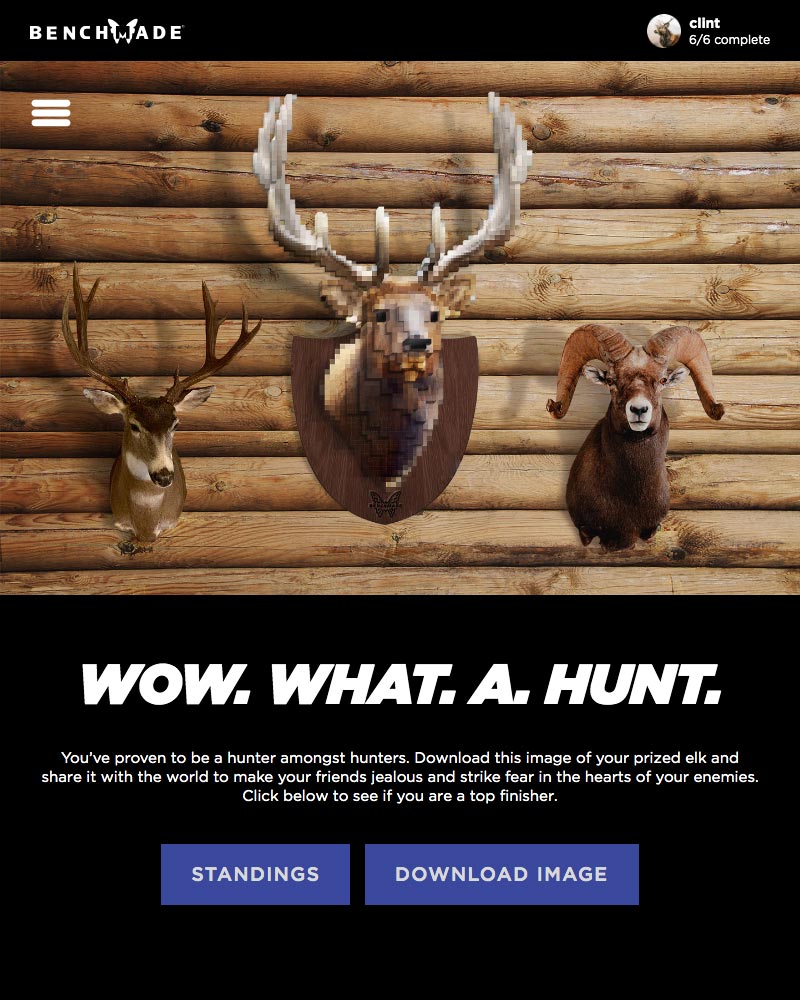 BENCHMADE
clint
6/6 complete
WOW. WHAT. A. HUNT.
You’ve proven to be a hunter amongst hunters. Download this image of your prized elk and
share it with the world to make your friends jealous and strike fear in the hearts of your enemies.
Click below to see if you are a top finisher.
STANDINGS
DOWNLOAD IMAGE